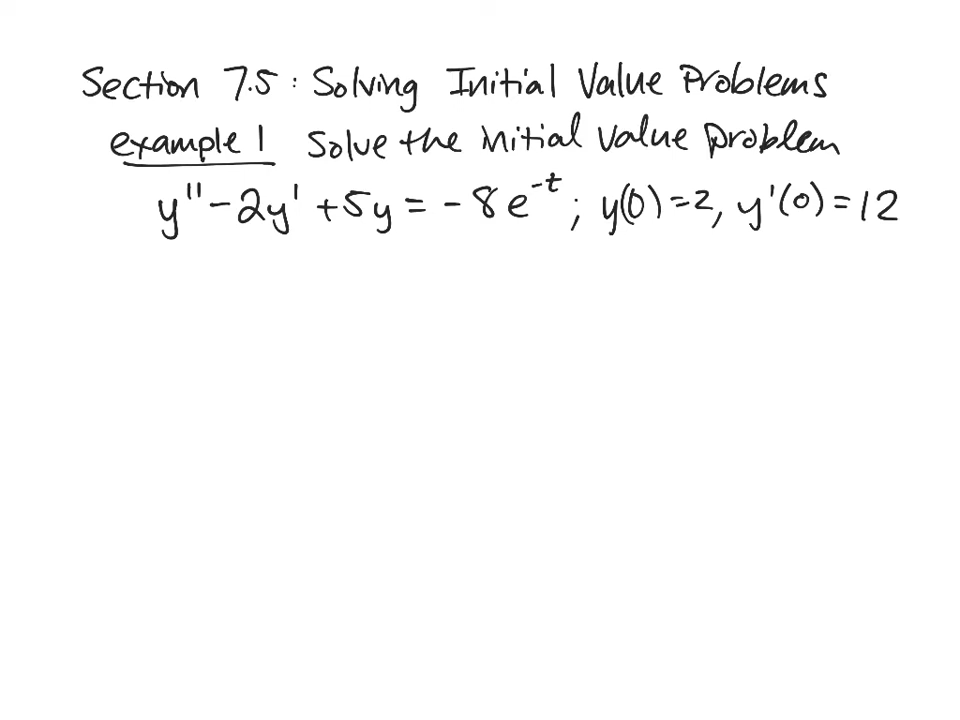 Section 7.5: Solving Initial Value Problems
example 1 Solve the initial value problem
y'' - 2y' + 5y = -8e^{-t}; y(0) = 2, y'(0) = 12